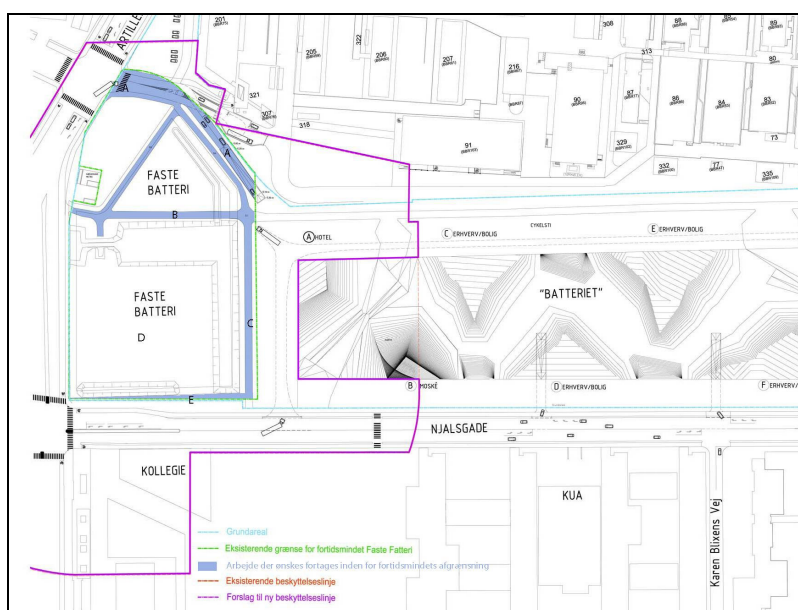 ARTILLE
201
205
322
206
207
216
321
307
318
91
90
308
87
329
88
89
313
80
86
84
83
73
332
77
335
A
A
FASTE
BATTERI
B
A HOTEL
C ERHVERV/BOLIG
CYKELSTI
E ERHVERV/BOLIG
FASTE
BATTERI
"BATTERIET"
D
C
B MOSKÉ
D ERHVERV/BOLIG
F ERHVERV/
E
NJALSGADE
KOLLEGIE
KUA
Karen Blixens Vej
Grundareal
Eksisterende grænse for fortidsmindet Faste Fatteri
Arbejde der ønskes fortages inden for fortidsmindets afgrænsning
Eksisterende beskyttelseslinje
Forslag til ny beskyttelseslinje